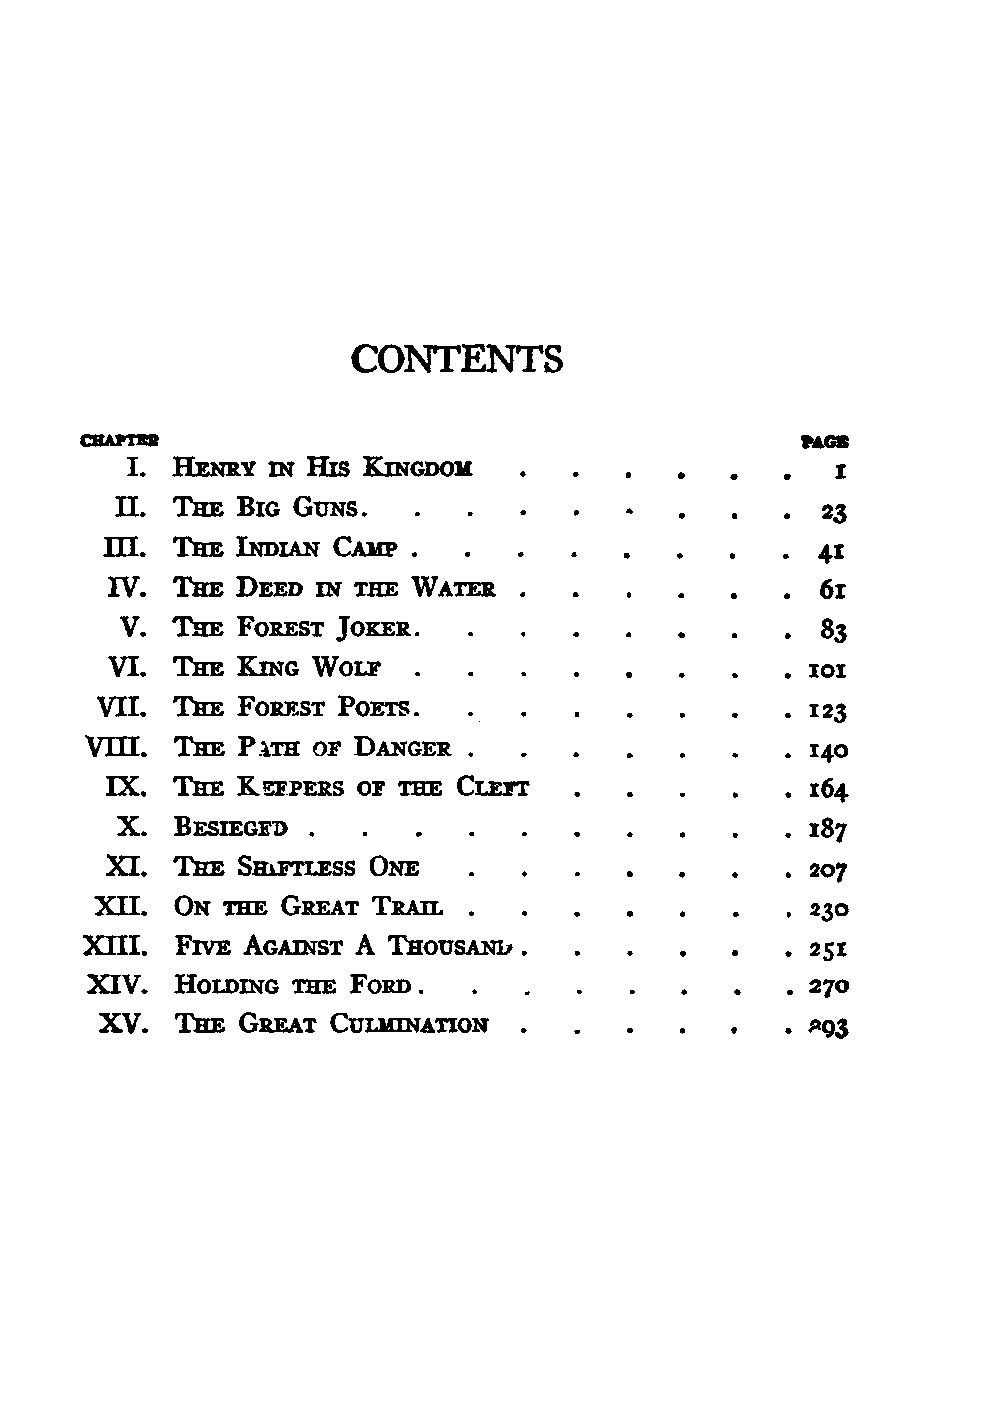 CONTENTS
CHAPTER PAGE
I. HENRY IN HIS KINGDOM . . . . . . 1
II. THE BIG GUNS. . . . . . . . . 23
III. THE INDIAN CAMP . . . . . . . . 41
IV. THE DEED IN THE WATER . . . . . . 61
V. THE FOREST JOKER. . . . . . . . 83
VI. THE KING WOLF . . . . . . . . 101
VII. THE FOREST POETS. . . . . . . . 123
VIII. THE PATH OF DANGER . . . . . . . 140
IX. THE KEEPERS OF THE CLEFT . . . . . 164
X. BESIEGED . . . . . . . . . . 187
XI. THE SHIFTLESS ONE . . . . . . . 207
XII. ON THE GREAT TRAIL . . . . . . . 230
XIII. FIVE AGAINST A THOUSAND. . . . . . 251
XIV. HOLDING THE FORD. . . . . . . . 270
XV. THE GREAT CULMINATION . . . . . . 293